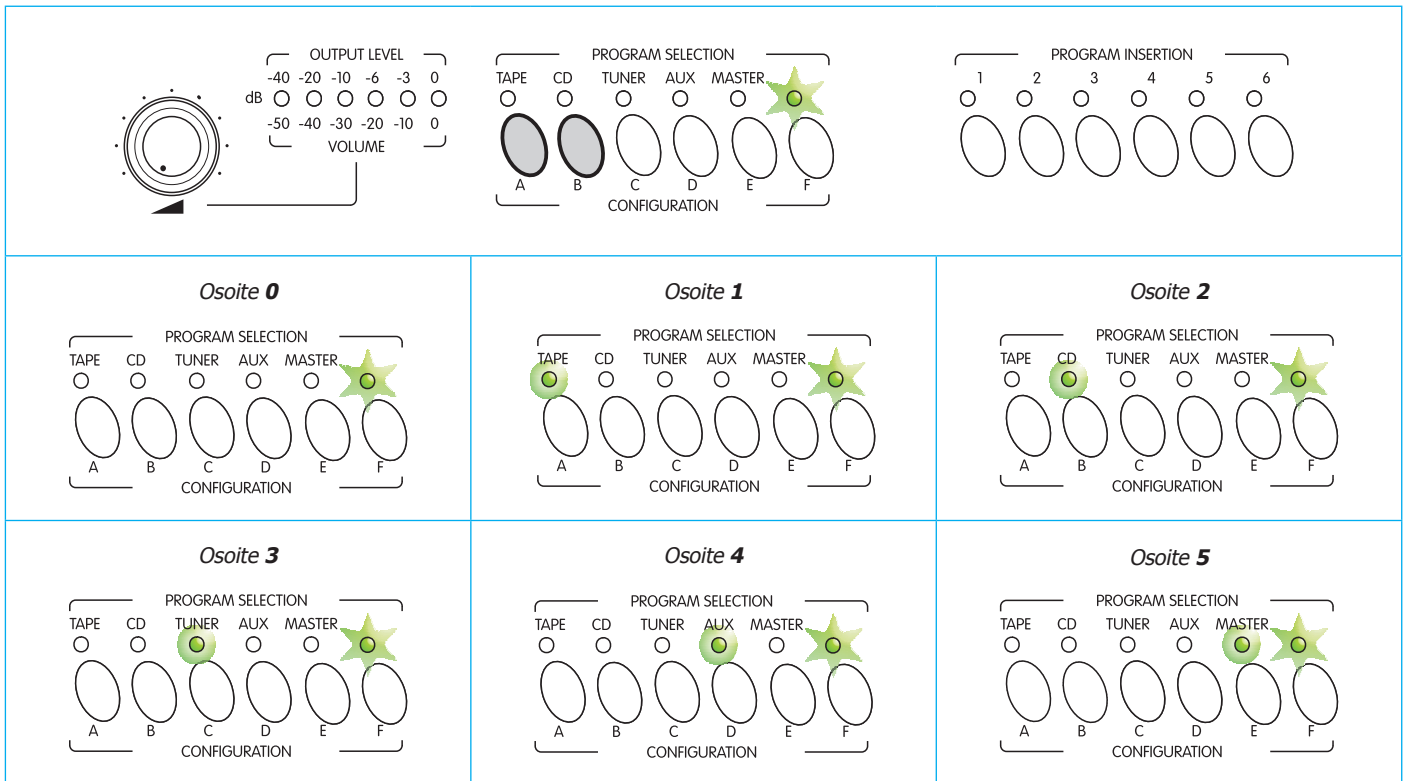 OUTPUT LEVEL
-40 -20 -10 -6 -3 0
dB
-50 -40 -30 -20 -10 0
VOLUME
PROGRAM SELECTION
TAPE CD TUNER AUX MASTER
A B C D E F
CONFIGURATION
PROGRAM INSERTION
1 2 3 4 5 6
Osoite 0
PROGRAM SELECTION
TAPE CD TUNER AUX MASTER
A B C D E F
CONFIGURATION
Osoite 1
PROGRAM SELECTION
TAPE CD TUNER AUX MASTER
A B C D E F
CONFIGURATION
Osoite 2
PROGRAM SELECTION
TAPE CD TUNER AUX MASTER
A B C D E F
CONFIGURATION
Osoite 3
PROGRAM SELECTION
TAPE CD TUNER AUX MASTER
A B C D E F
CONFIGURATION
Osoite 4
PROGRAM SELECTION
TAPE CD TUNER AUX MASTER
A B C D E F
CONFIGURATION
Osoite 5
PROGRAM SELECTION
TAPE CD TUNER AUX MASTER
A B C D E F
CONFIGURATION